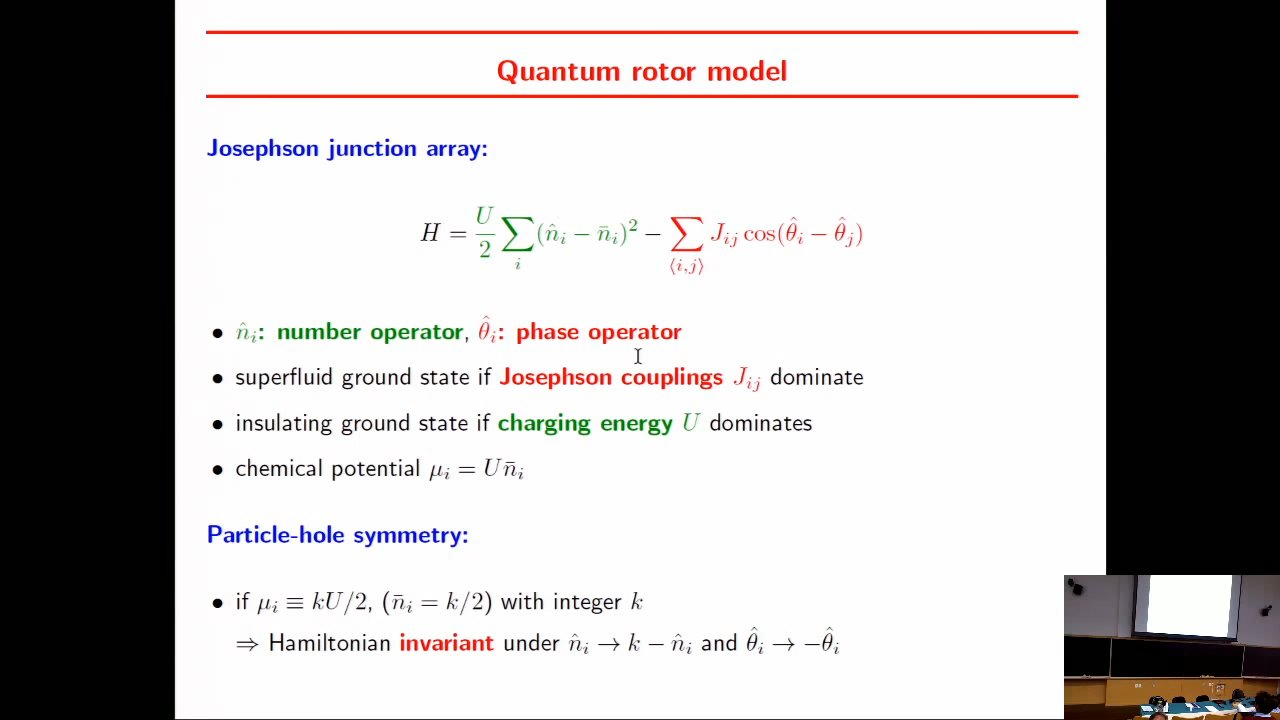 Quantum rotor model
Josephson junction array:
H = U/2 ∑_i (n̂_i − n̄_i)² − ∑_⟨i,j⟩ J_ij cos(θ̂_i − θ̂_j)
• n̂_i: number operator, θ̂_i: phase operator
• superfluid ground state if Josephson couplings J_ij dominate
• insulating ground state if charging energy U dominates
• chemical potential μ_i = U n̄_i
Particle-hole symmetry:
• if μ_i ≡ kU/2, (n̄_i = k/2) with integer k
⇒ Hamiltonian invariant under n̂_i → k − n̂_i and θ̂_i → −θ̂_i